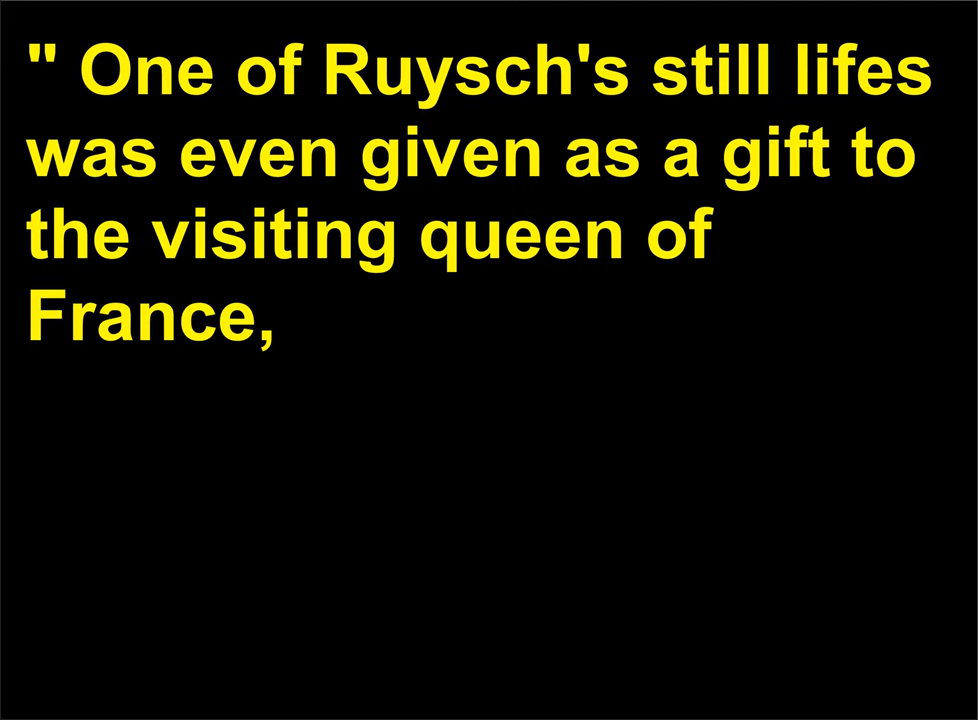 " One of Ruysch's still lifes
was even given as a gift to
the visiting queen of
France,